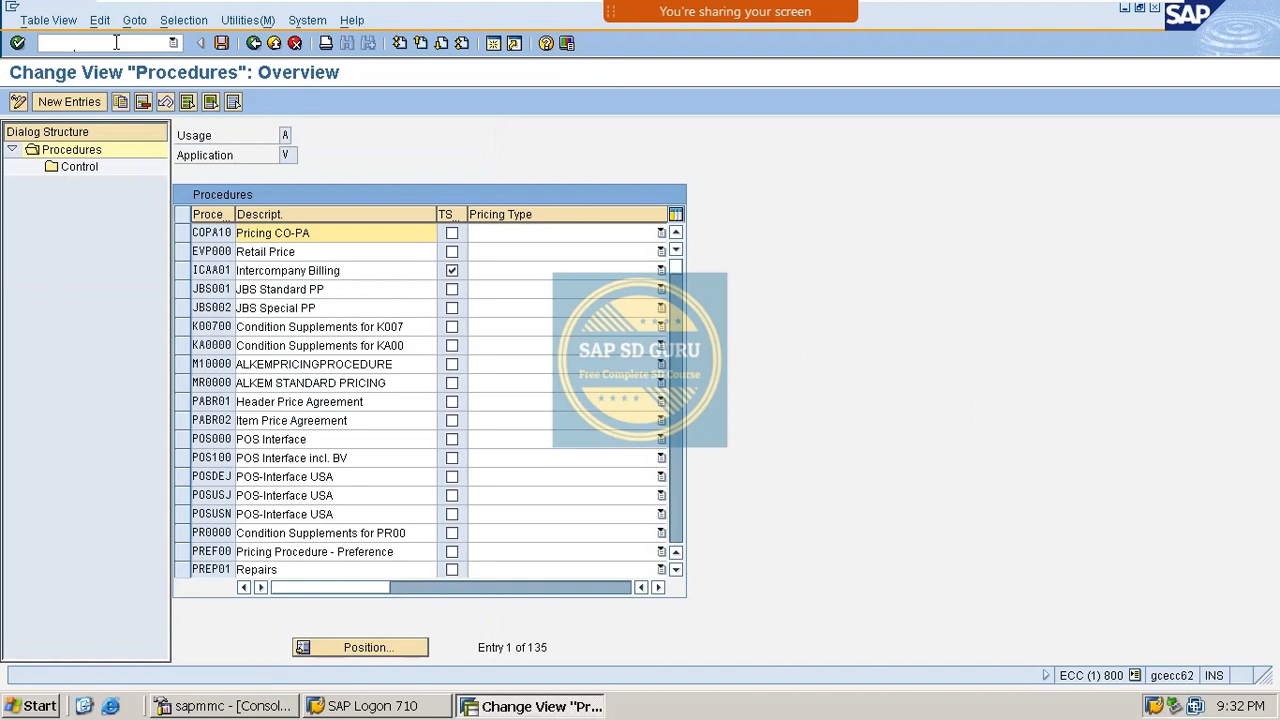 You're sharing your screen
Table View Edit Goto Selection Utilities(M) System Help
SAP
Change View "Procedures": Overview
New Entries
Dialog Structure
Procedures
Control
Usage A
Application V
Procedures
Proce... Descript. TS... Pricing Type
COPA10 Pricing CO-PA
EVP000 Retail Price
ICAA01 Intercompany Billing
JBS001 JBS Standard PP
JBS002 JBS Special PP
K00700 Condition Supplements for K007
KA0000 Condition Supplements for KA00
M10000 ALKEMPRICINGPROCEDURE
MR0000 ALKEM STANDARD PRICING
PABR01 Header Price Agreement
PABR02 Item Price Agreement
POS000 POS Interface
POS100 POS Interface incl. BV
POSDEJ POS-Interface USA
POSUSJ POS-Interface USA
POSUSN POS-Interface USA
PR0000 Condition Supplements for PR00
PREF00 Pricing Procedure - Preference
PREP01 Repairs
SAP SD GURU
Free Complete SD Course
Position... Entry 1 of 135
ECC (1) 800 gcecc62 INS
Start sapmmc - [Consol... SAP Logon 710 Change View "Pr... 9:32 PM